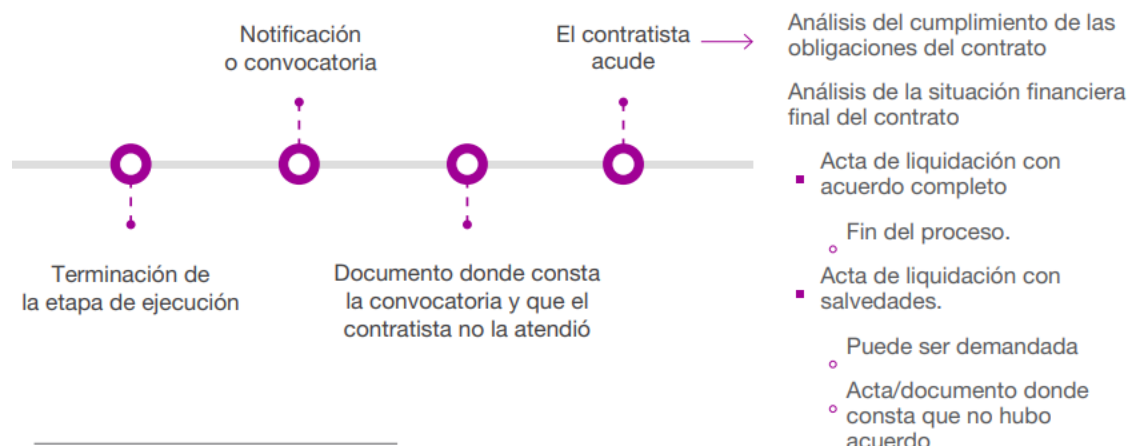 Notificación
o convocatoria
El contratista
acude
Terminación de
la etapa de ejecución
Documento donde consta
la convocatoria y que el
contratista no la atendió
Análisis del cumplimiento de las
obligaciones del contrato
Análisis de la situación financiera
final del contrato
Acta de liquidación con
acuerdo completo
Fin del proceso.
Acta de liquidación con
salvedades.
Puede ser demandada
Acta/documento donde
consta que no hubo
acuerdo